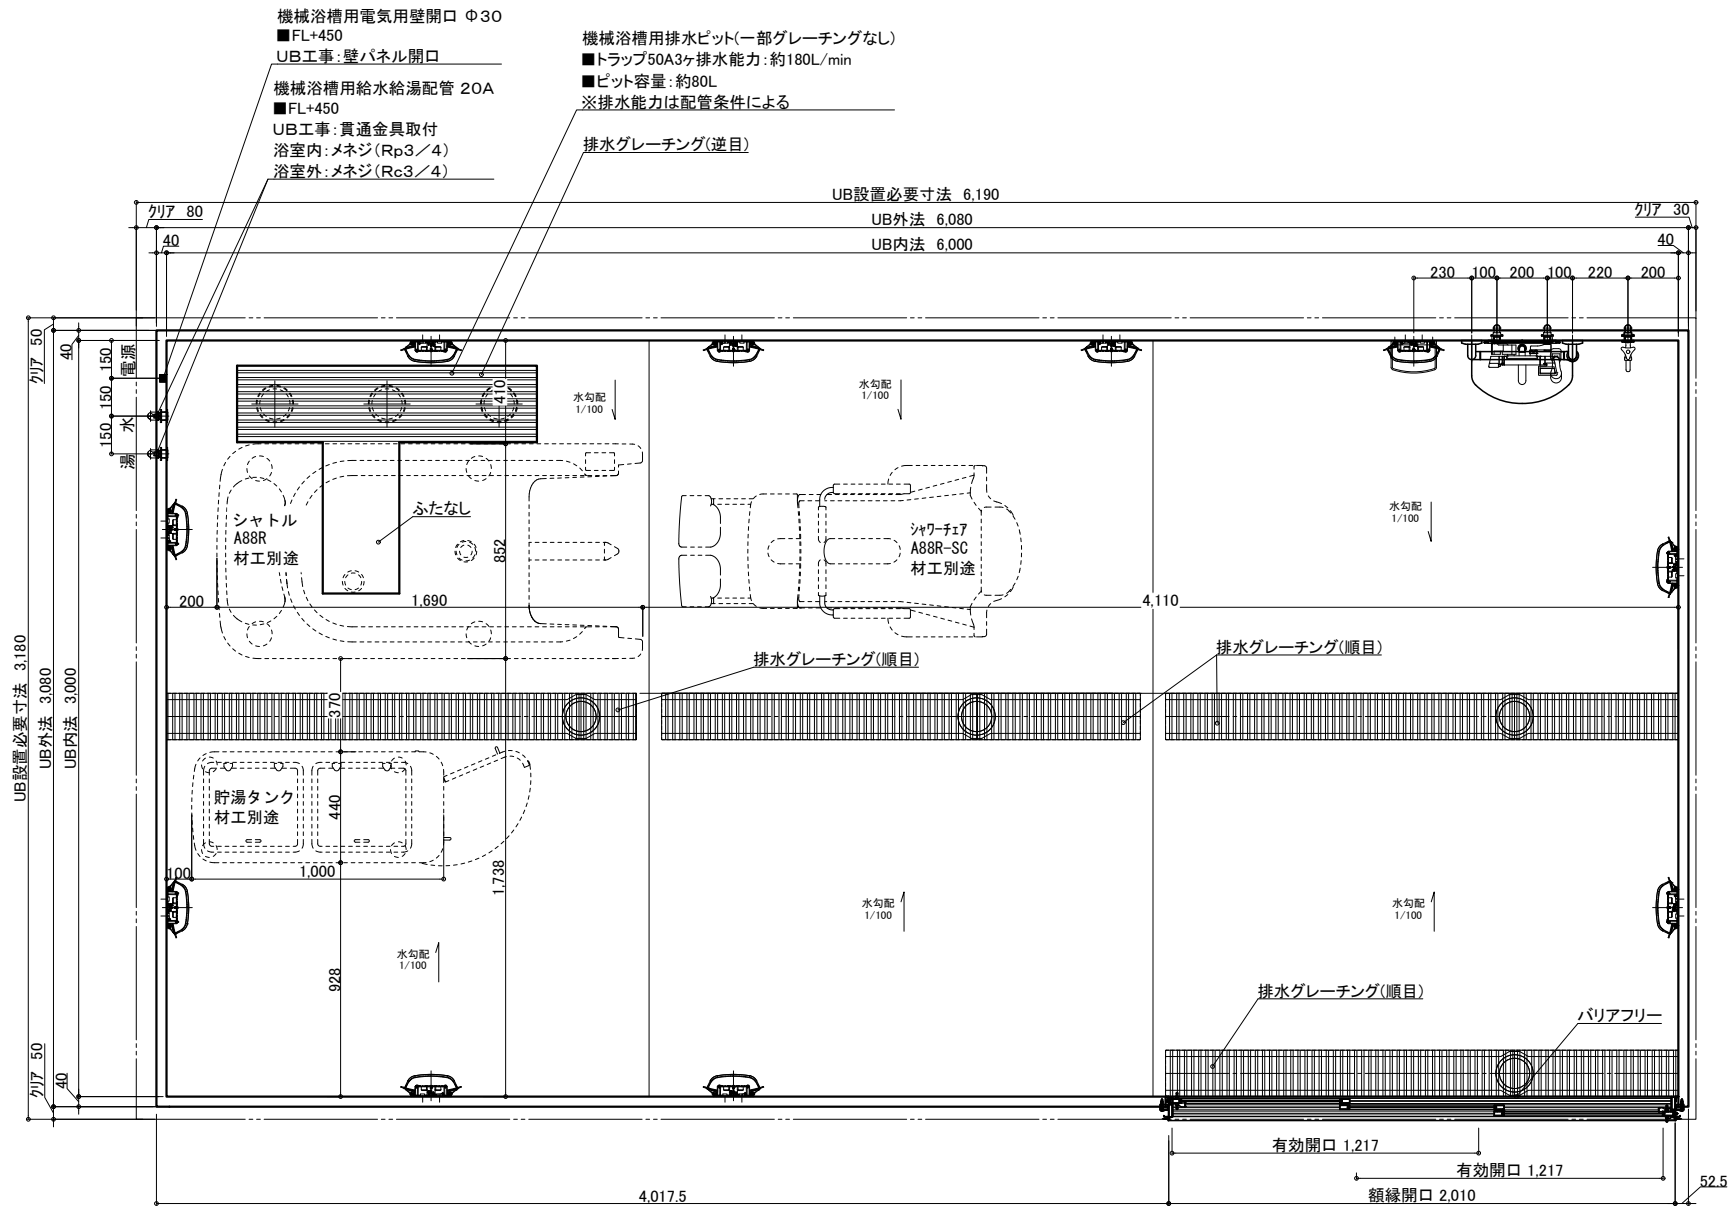 機械浴槽用電気用壁開口 Φ30
■FL+450
UB工事:壁パネル開口
機械浴槽用給水給湯配管 20A
■FL+450
UB工事:貫通金具取付
浴室内:メネジ(Rp3/4)
浴室外:メネジ(Rc3/4)
機械浴槽用排水ピット(一部グレーチングなし)
■トラップ50A3ヶ排水能力:約180L/min
■ピット容量:約80L
※排水能力は配管条件による
排水グレーチング(逆目)
UB設置必要寸法 6,190
クリア 80
UB外法 6,080
クリア 30
40
UB内法 6,000
40
230
100
200
100
220
200
クリア 50
40
150
電源
150
水
150
湯
410
水勾配
1/100
水勾配
1/100
水勾配
1/100
シャトル
A88R
材工別途
ふたなし
852
シャワーチェア
A88R-SC
材工別途
200
1,690
4,110
UB設置必要寸法 3,180
UB外法 3,080
UB内法 3,000
排水グレーチング(順目)
排水グレーチング(順目)
370
貯湯タンク
材工別途
440
100
1,000
1,738
水勾配
1/100
水勾配
1/100
水勾配
1/100
928
排水グレーチング(順目)
バリアフリー
クリア 50
40
有効開口 1,217
有効開口 1,217
4,017.5
額縁開口 2,010
52.5